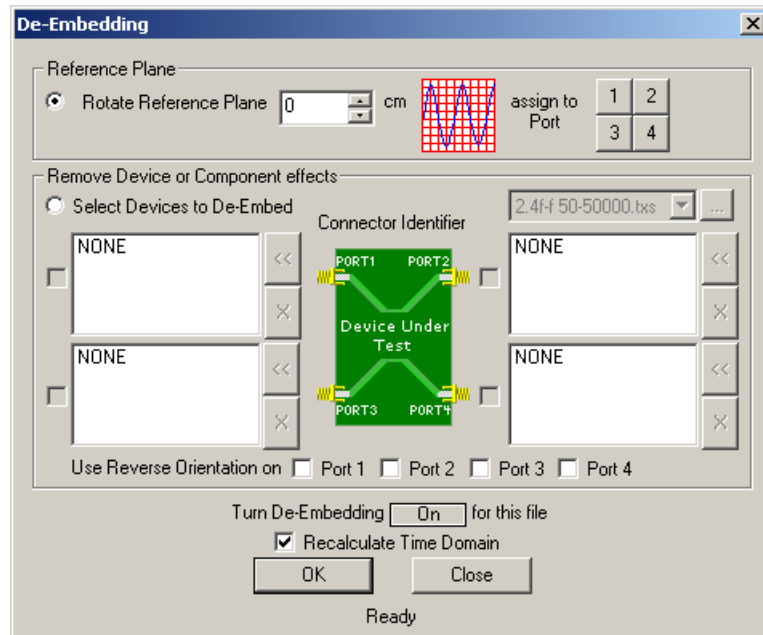 De-Embedding
Reference Plane
Rotate Reference Plane 0 cm assign to Port 1 2 3 4
Remove Device or Component effects
Select Devices to De-Embed
2.4f-f 50-50000.txs ...
Connector Identifier
NONE <<
X
NONE <<
X
PORT1 PORT2
Device Under
Test
PORT3 PORT4
NONE <<
X
NONE <<
X
Use Reverse Orientation on Port 1 Port 2 Port 3 Port 4
Turn De-Embedding On for this file
Recalculate Time Domain
OK Close
Ready